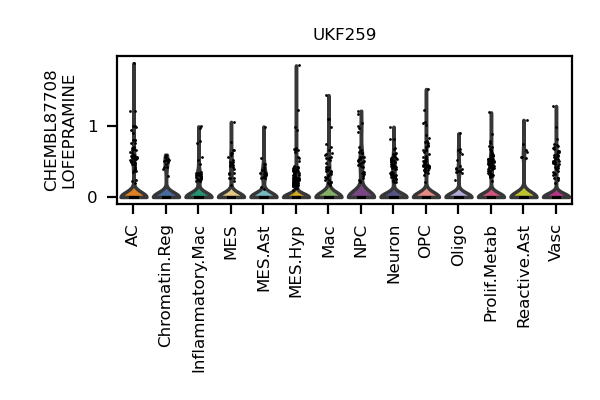 UKF259
CHEMBL87708
LOFEPRAMINE
1
0
AC
Chromatin.Reg
Inflammatory.Mac
MES
MES.Ast
MES.Hyp
Mac
NPC
Neuron
OPC
Oligo
Prolif.Metab
Reactive.Ast
Vasc